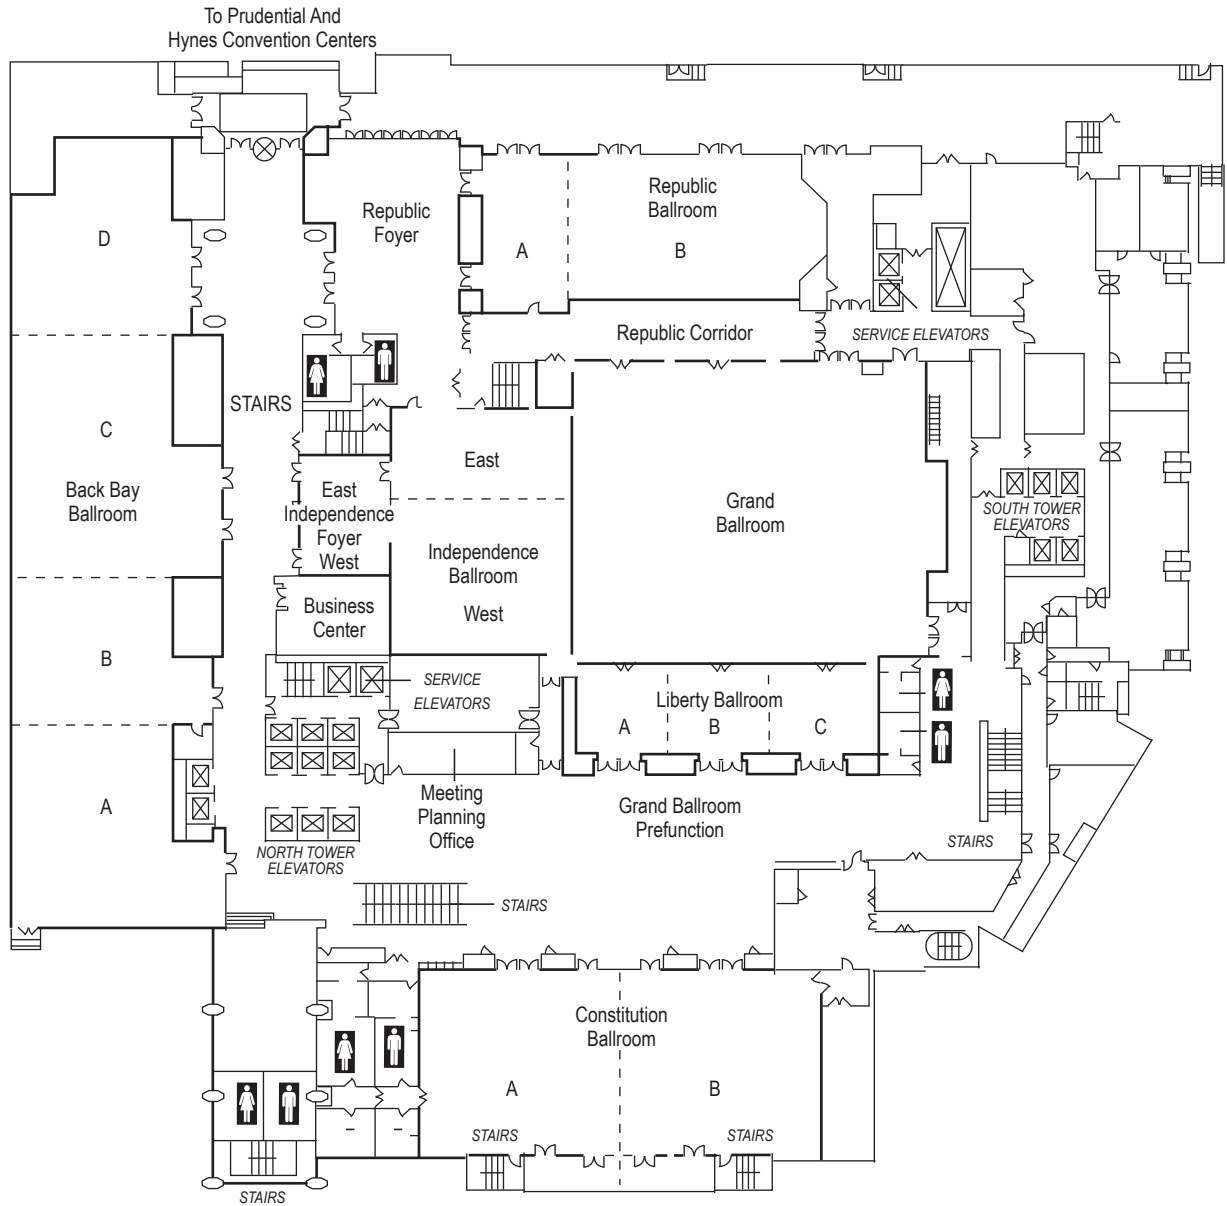 To Prudential And
Hynes Convention Centers
Republic
Foyer
Republic
Ballroom
A
B
D
Republic Corridor
SERVICE ELEVATORS
STAIRS
C
Back Bay
Ballroom
East
East
Independence
Foyer
West
Independence
Ballroom
West
Grand
Ballroom
SOUTH TOWER
ELEVATORS
Business
Center
B
SERVICE
ELEVATORS
Liberty Ballroom
A
B
C
A
Meeting
Planning
Office
Grand Ballroom
Prefunction
STAIRS
NORTH TOWER
ELEVATORS
STAIRS
Constitution
Ballroom
A
B
STAIRS
STAIRS
STAIRS